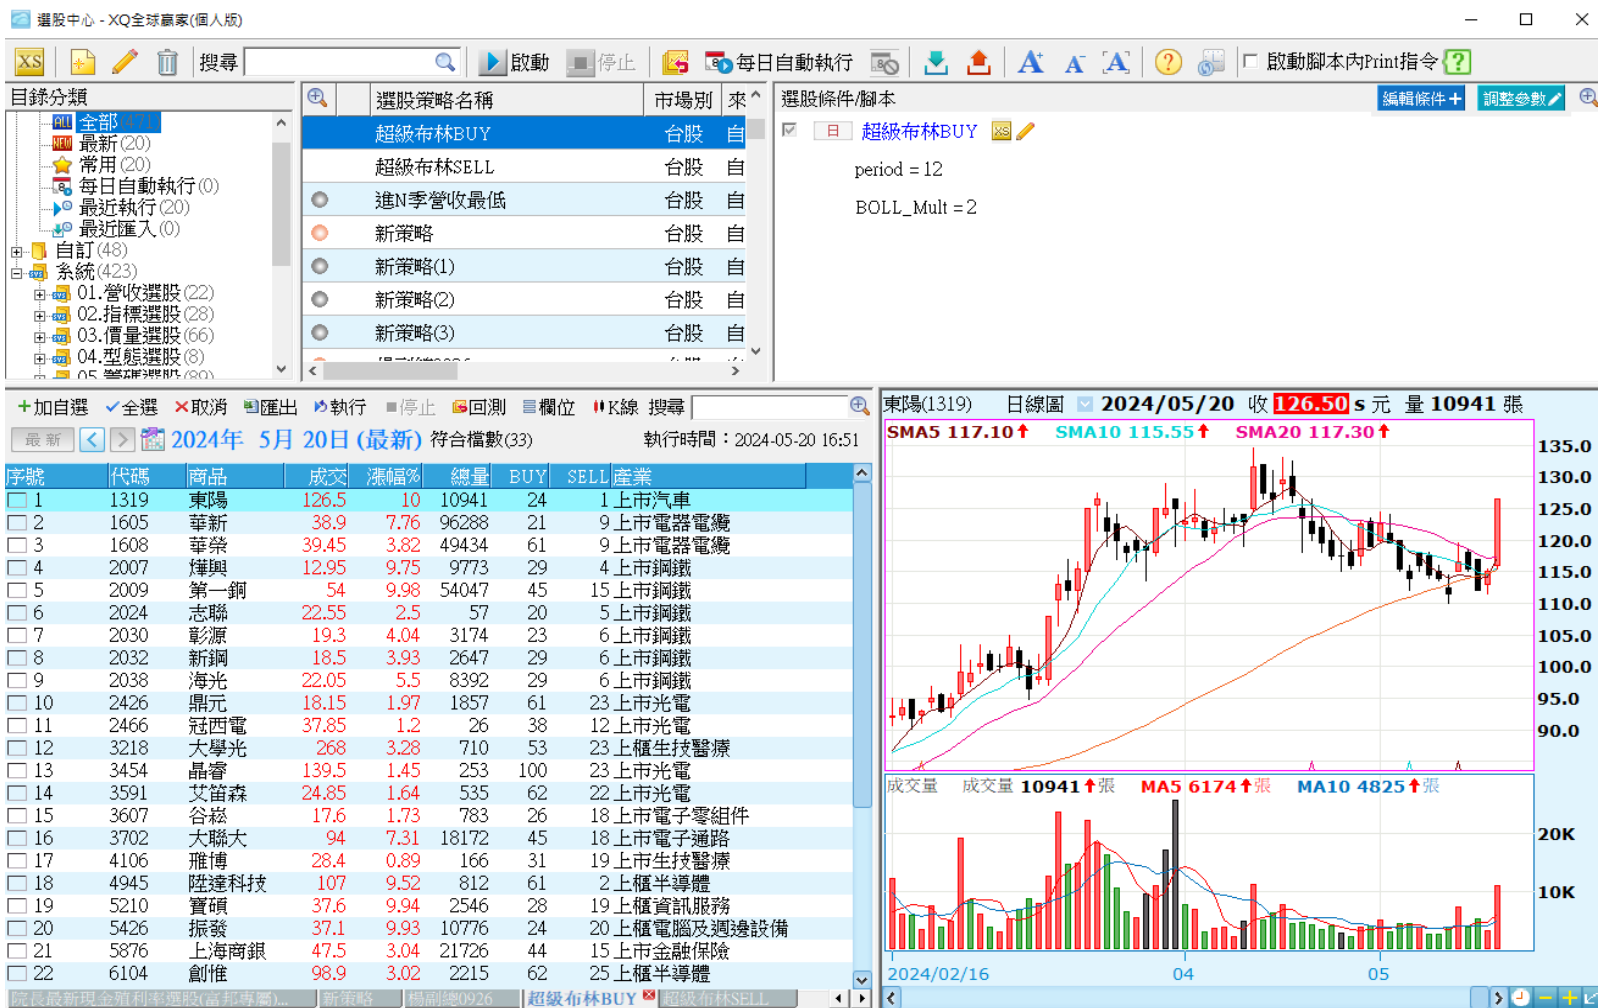 選股中心 - XQ全球贏家(個人版)
XS 搜尋 啟動 停止 每日自動執行 A+ A- [A] ? 啟動腳本內Print指令 ?
目錄分類
ALL 全部(471)
NEW 最新(20)
常用(20)
每日自動執行(0)
最近執行(20)
最近匯入(0)
自訂(48)
系統(423)
01.營收選股(22)
02.指標選股(28)
03.價量選股(66)
04.型態選股(8)
05.籌碼選股(89)
選股策略名稱 市場別 來
超級布林BUY 台股 自
超級布林SELL 台股 自
進N季營收最低 台股 自
新策略 台股 自
新策略(1) 台股 自
新策略(2) 台股 自
新策略(3) 台股 自
選股條件/腳本 編輯條件+ 調整參數
日 超級布林BUY XS
period = 12
BOLL_Mult = 2
+加自選 全選 取消 匯出 執行 停止 回測 欄位 K線 搜尋
最新 < > 2024年 5月 20日 (最新) 符合檔數(33) 執行時間：2024-05-20 16:51
序號 代碼 商品 成交 漲幅% 總量 BUY SELL 產業
1 1319 東陽 126.5 10 10941 24 1 上市汽車
2 1605 華新 38.9 7.76 96288 21 9 上市電器電纜
3 1608 華榮 39.45 3.82 49434 61 9 上市電器電纜
4 2007 燁興 12.95 9.75 9773 29 4 上市鋼鐵
5 2009 第一銅 54 9.98 54047 45 15 上市鋼鐵
6 2024 志聯 22.55 2.5 57 20 5 上市鋼鐵
7 2030 彰源 19.3 4.04 3174 23 6 上市鋼鐵
8 2032 新鋼 18.5 3.93 2647 29 6 上市鋼鐵
9 2038 海光 22.05 5.5 8392 29 6 上市鋼鐵
10 2426 鼎元 18.15 1.97 1857 61 23 上市光電
11 2466 冠西電 37.85 1.2 26 38 12 上市光電
12 3218 大學光 268 3.28 710 53 23 上櫃生技醫療
13 3454 晶睿 139.5 1.45 253 100 23 上市光電
14 3591 艾笛森 24.85 1.64 535 62 22 上市光電
15 3607 谷崧 17.6 1.73 783 26 18 上市電子零組件
16 3702 大聯大 94 7.31 18172 45 18 上市電子通路
17 4106 雃博 28.4 0.89 166 31 19 上市生技醫療
18 4945 陞達科技 107 9.52 812 61 2 上櫃半導體
19 5210 寶碩 37.6 9.94 2546 28 19 上櫃資訊服務
20 5426 振發 37.1 9.93 10776 24 20 上櫃電腦及週邊設備
21 5876 上海商銀 47.5 3.04 21726 44 15 上市金融保險
22 6104 創惟 98.9 3.02 2215 62 25 上櫃半導體
院長最新現金殖利率選股(富邦專屬)... 新策略 楊副總0926 超級布林BUY 超級布林SELL
東陽(1319) 日線圖 2024/05/20 收 126.50 s 元 量 10941 張
SMA5 117.10 SMA10 115.55 SMA20 117.30
135.0
130.0
125.0
120.0
115.0
110.0
105.0
100.0
95.0
90.0
成交量 成交量 10941 張 MA5 6174 張 MA10 4825 張
20K
10K
2024/02/16 04 05